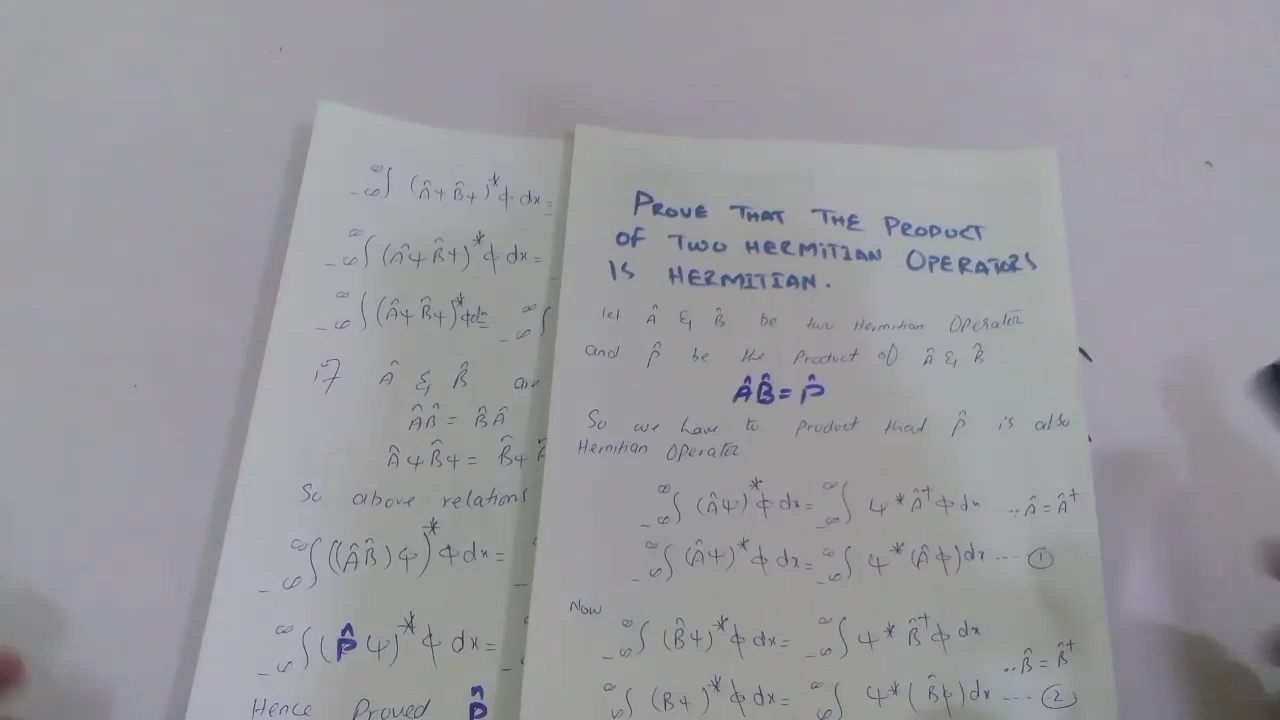 PROVE THAT THE PRODUCT
OF TWO HERMITIAN OPERATORS
IS HERMITIAN.
let Â & B̂ be two Hermitian Operator
and P̂ be the Product of Â & B̂
ÂB̂ = P̂
So we have to product that P̂ is also
Hemitian Operator
-∞∫∞ (Âψ)*ϕ dx = -∞∫∞ ψ* Â†ϕ dx ∵ Â = Â†
-∞∫∞ (Âψ)*ϕ dx = -∞∫∞ ψ*(Âϕ)dx --- ①
Now
-∞∫∞ (B̂ψ)*ϕ dx = -∞∫∞ ψ* B̂†ϕ dx
∵ B̂ = B̂†
-∞∫∞ (Bψ)*ϕ dx = -∞∫∞ ψ*(B̂ϕ)dx ---- ②
-∞∫∞ (Âψ B̂ψ)*ϕ dx =
-∞∫∞ (Âψ B̂ψ)*ϕ dx =
-∞∫∞ (Âψ B̂ψ)*ϕdx = -∞∫∞
if Â & B̂ are
ÂB̂ = B̂Â
Âψ B̂ψ = B̂ψ
So above relations
-∞∫∞ ((ÂB̂)ψ)*ϕ dx =
-∞∫∞ (P̂ψ)*ϕ dx =
Hence Proved P̂